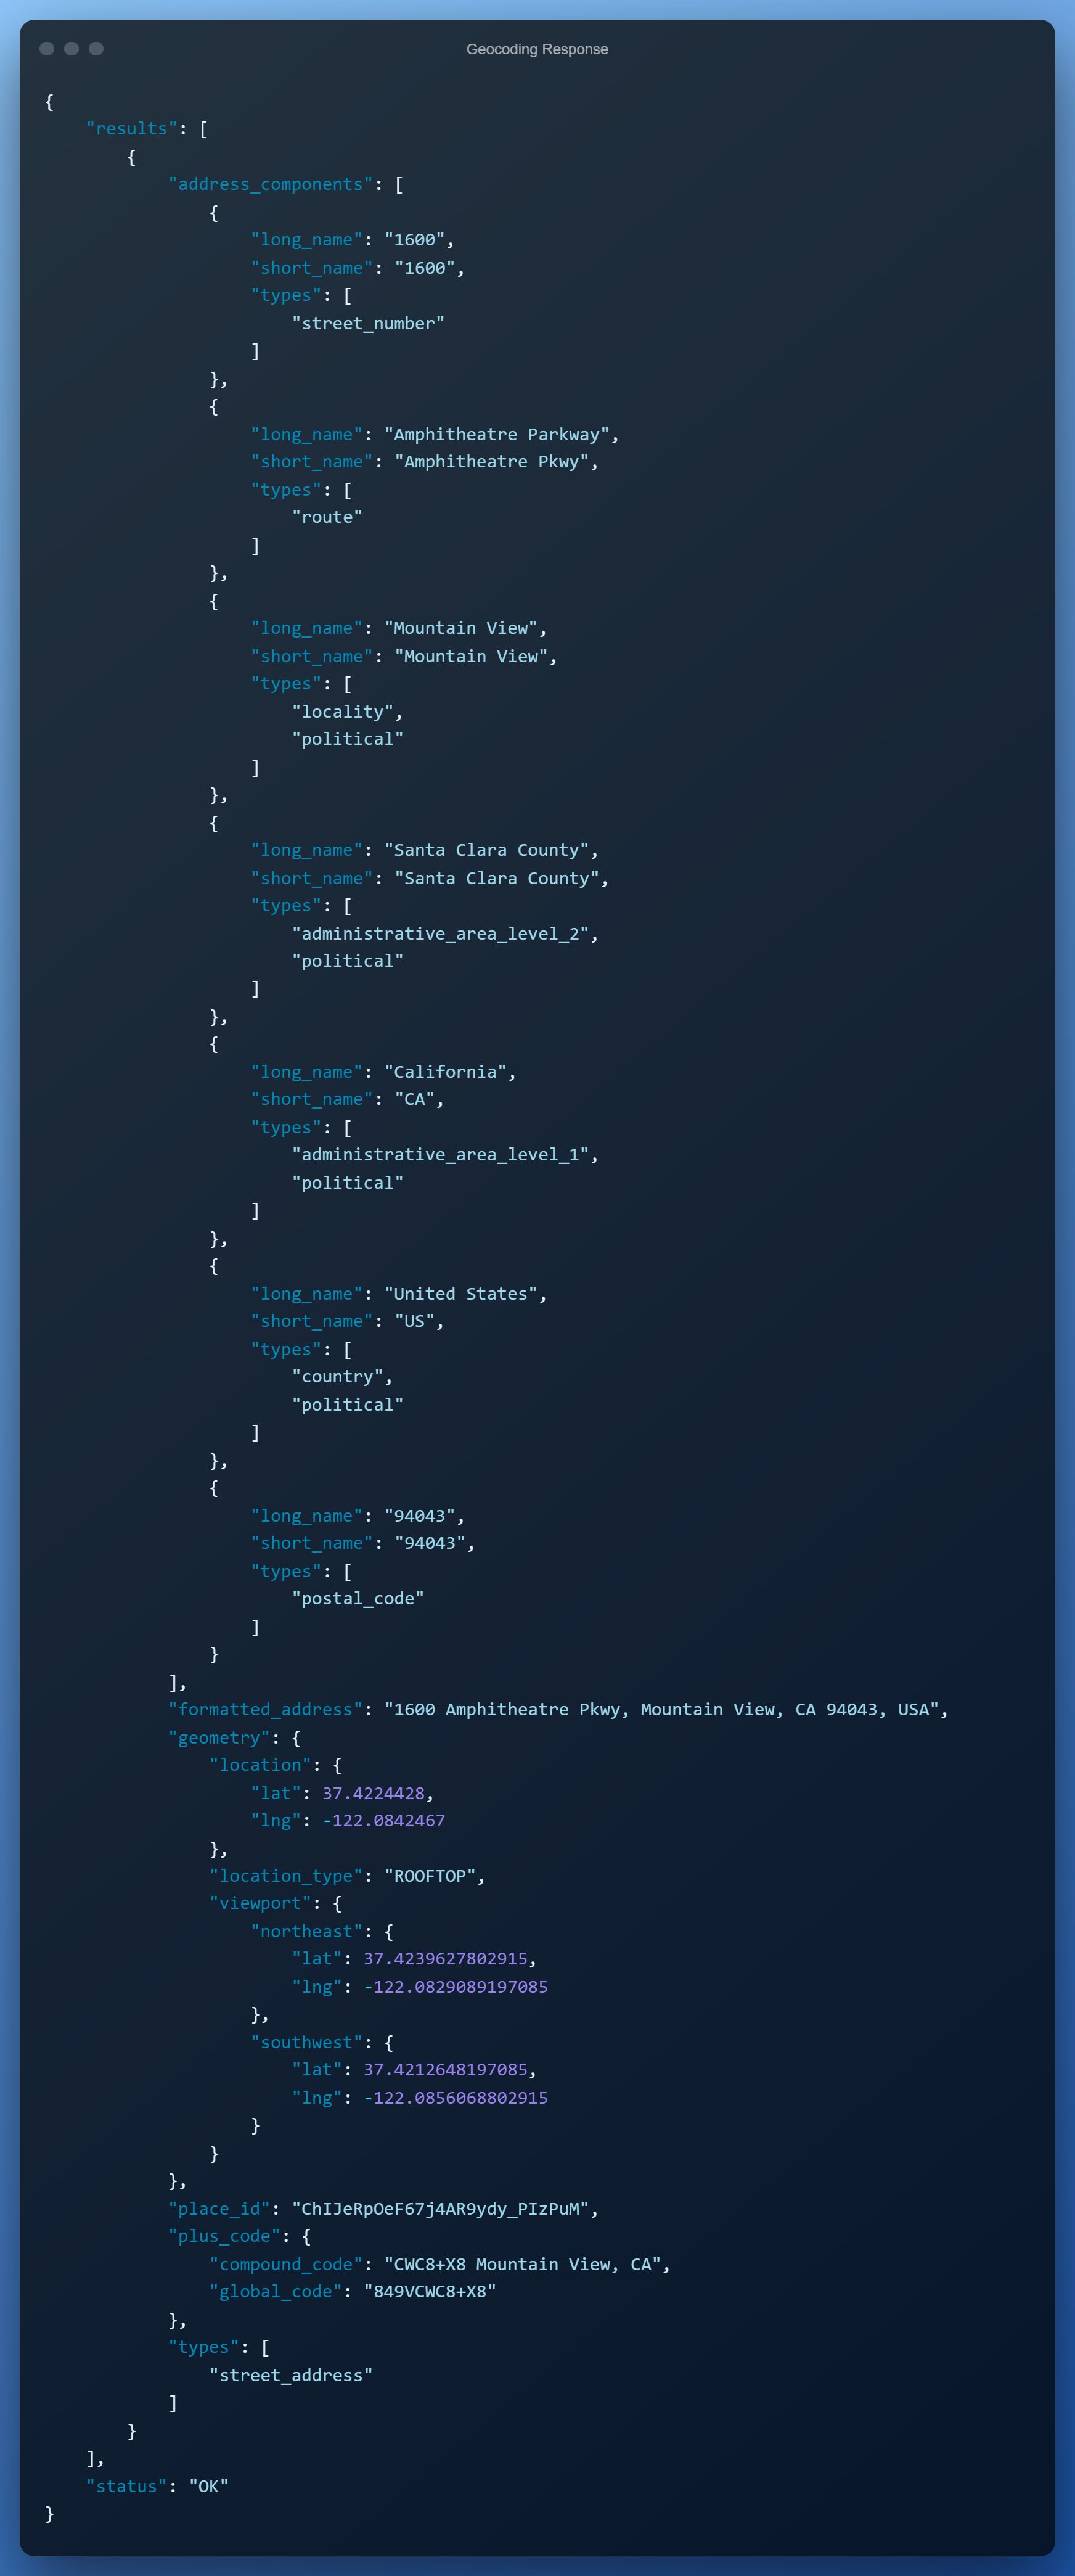 Geocoding Response
{
    "results": [
        {
            "address_components": [
                {
                    "long_name": "1600",
                    "short_name": "1600",
                    "types": [
                        "street_number"
                    ]
                },
                {
                    "long_name": "Amphitheatre Parkway",
                    "short_name": "Amphitheatre Pkwy",
                    "types": [
                        "route"
                    ]
                },
                {
                    "long_name": "Mountain View",
                    "short_name": "Mountain View",
                    "types": [
                        "locality",
                        "political"
                    ]
                },
                {
                    "long_name": "Santa Clara County",
                    "short_name": "Santa Clara County",
                    "types": [
                        "administrative_area_level_2",
                        "political"
                    ]
                },
                {
                    "long_name": "California",
                    "short_name": "CA",
                    "types": [
                        "administrative_area_level_1",
                        "political"
                    ]
                },
                {
                    "long_name": "United States",
                    "short_name": "US",
                    "types": [
                        "country",
                        "political"
                    ]
                },
                {
                    "long_name": "94043",
                    "short_name": "94043",
                    "types": [
                        "postal_code"
                    ]
                }
            ],
            "formatted_address": "1600 Amphitheatre Pkwy, Mountain View, CA 94043, USA",
            "geometry": {
                "location": {
                    "lat": 37.4224428,
                    "lng": -122.0842467
                },
                "location_type": "ROOFTOP",
                "viewport": {
                    "northeast": {
                        "lat": 37.4239627802915,
                        "lng": -122.0829089197085
                    },
                    "southwest": {
                        "lat": 37.4212648197085,
                        "lng": -122.0856068802915
                    }
                }
            },
            "place_id": "ChIJeRpOeF67j4AR9ydy_PIzPuM",
            "plus_code": {
                "compound_code": "CWC8+X8 Mountain View, CA",
                "global_code": "849VCWC8+X8"
            },
            "types": [
                "street_address"
            ]
        }
    ],
    "status": "OK"
}